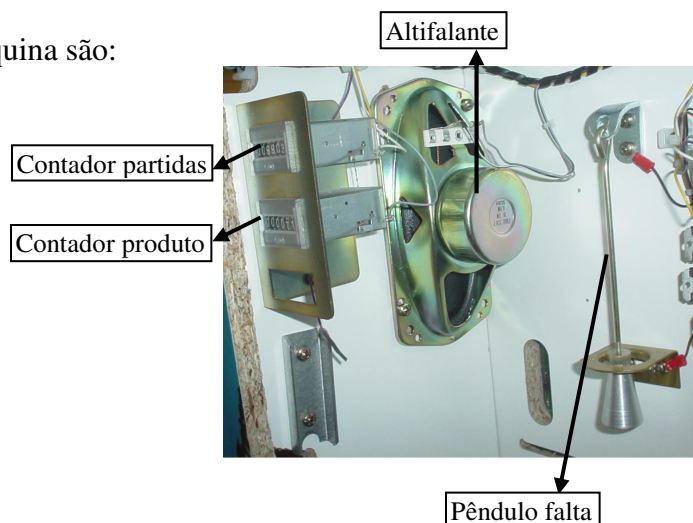 quina são:
Altifalante
Contador partidas
Contador produto
Pêndulo falta